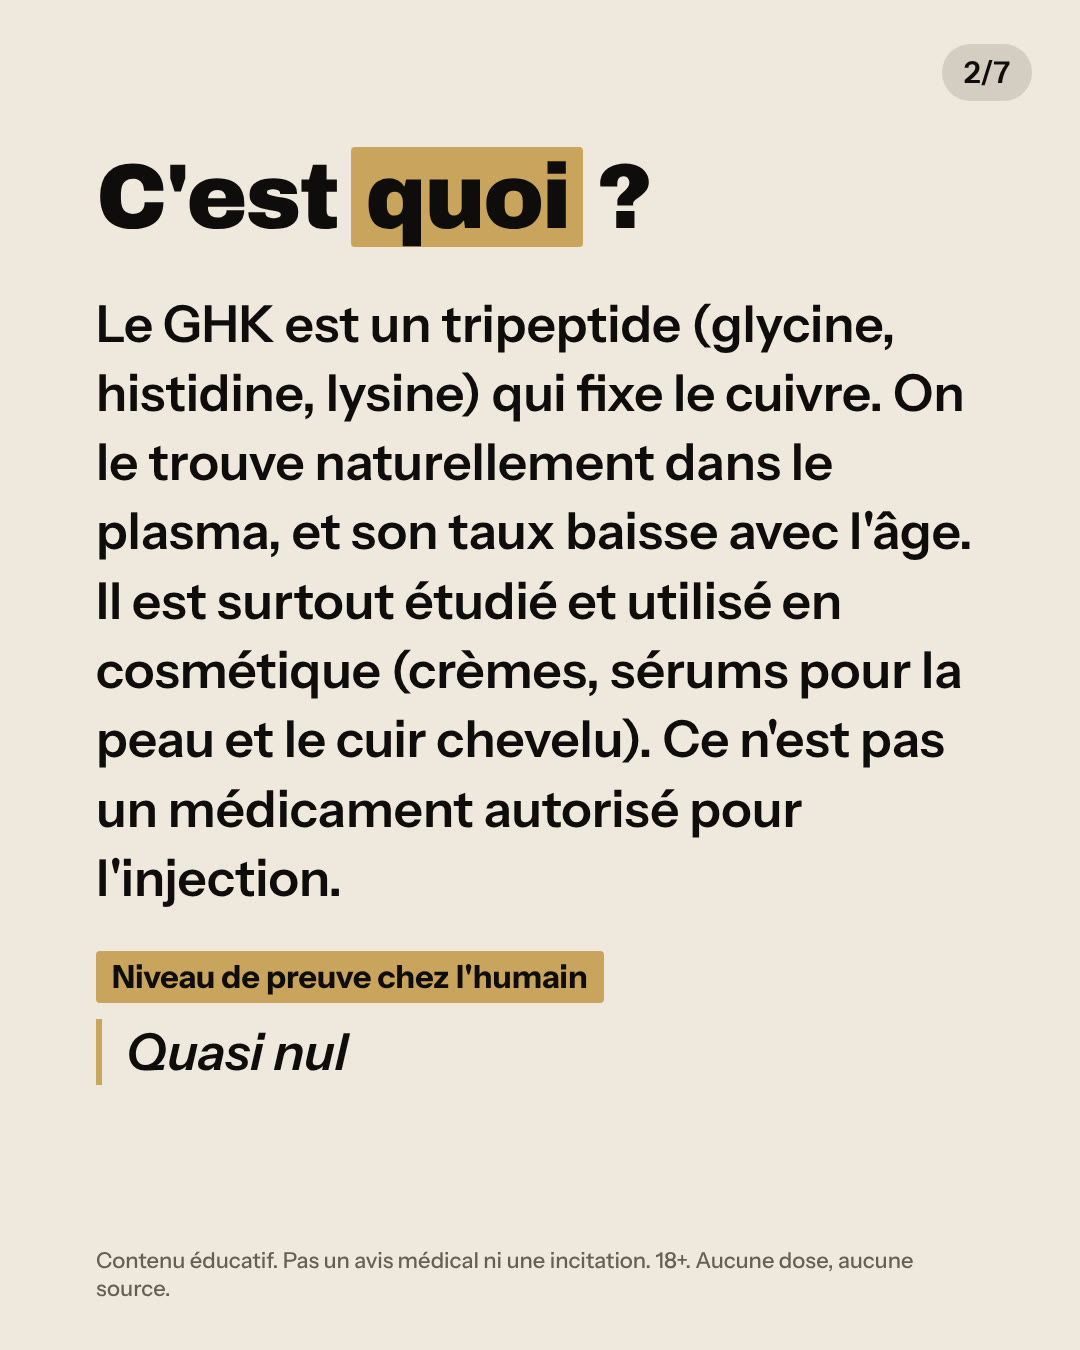 2/7
C'est quoi ?
Le GHK est un tripeptide (glycine,
histidine, lysine) qui fixe le cuivre. On
le trouve naturellement dans le
plasma, et son taux baisse avec l'âge.
Il est surtout étudié et utilisé en
cosmétique (crèmes, sérums pour la
peau et le cuir chevelu). Ce n'est pas
un médicament autorisé pour
l'injection.
Niveau de preuve chez l'humain
Quasi nul
Contenu éducatif. Pas un avis médical ni une incitation. 18+. Aucune dose, aucune
source.